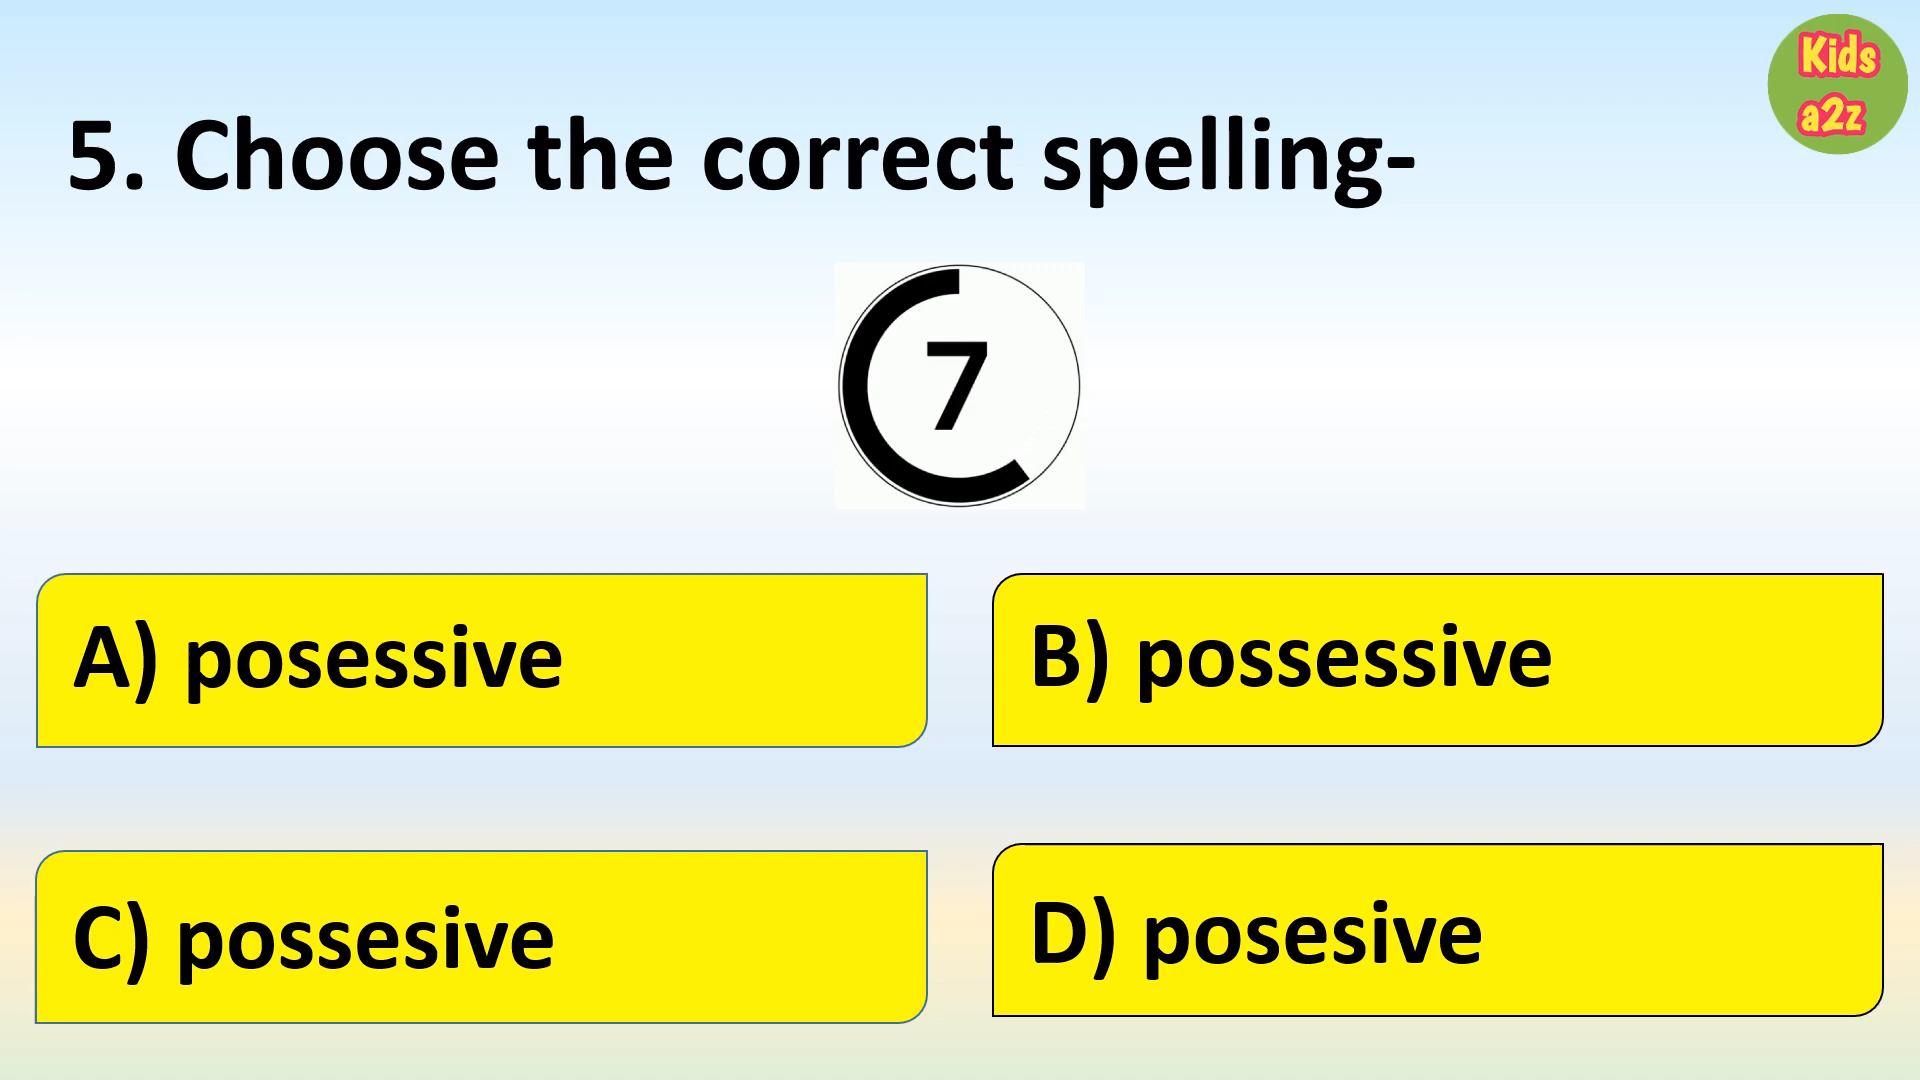 Kids
a2z
5. Choose the correct spelling-
7
A) posessive
B) possessive
C) possesive
D) posesive